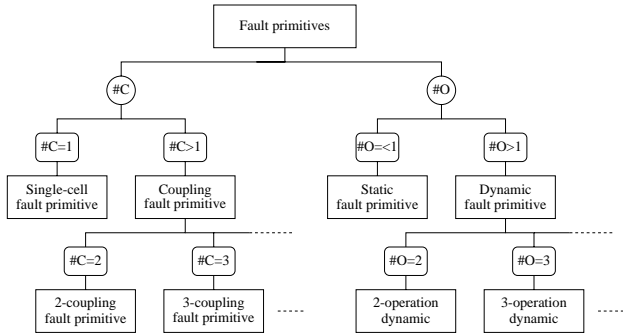 Fault primitives
#C
#O
#C=1
#C>1
#O=<1
#O>1
Single-cell
fault primitive
Coupling
fault primitive
Static
fault primitive
Dynamic
fault primitive
#C=2
#C=3
#O=2
#O=3
2-coupling
fault primitive
3-coupling
fault primitive
2-operation
dynamic
3-operation
dynamic